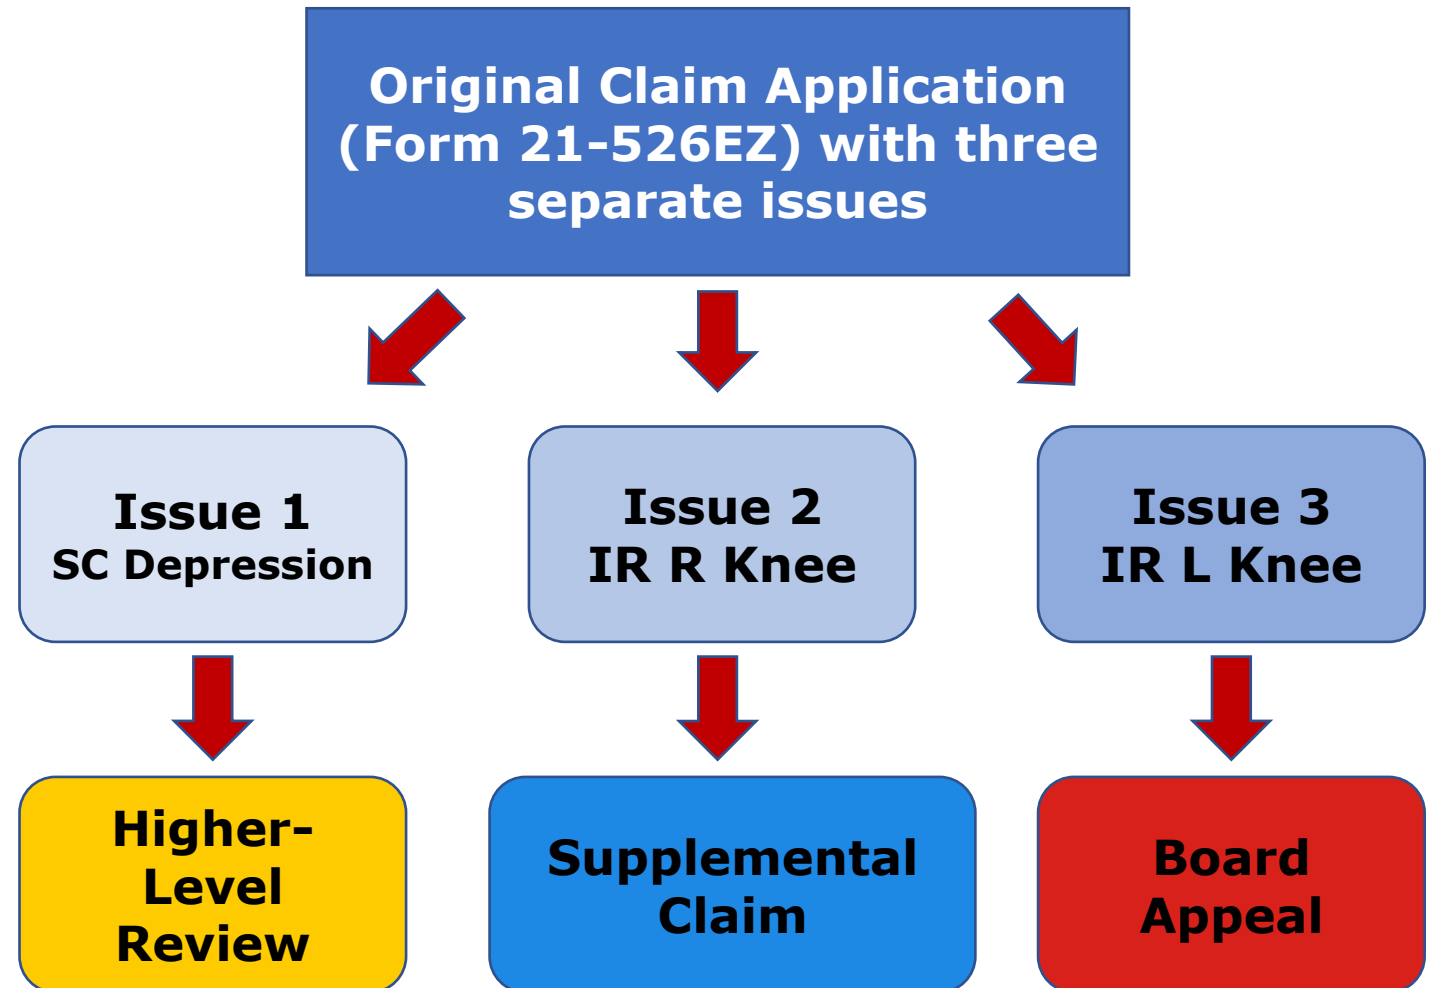 Original Claim Application
(Form 21-526EZ) with three
separate issues
Issue 1
SC Depression
Issue 2
IR R Knee
Issue 3
IR L Knee
Higher-
Level
Review
Supplemental
Claim
Board
Appeal